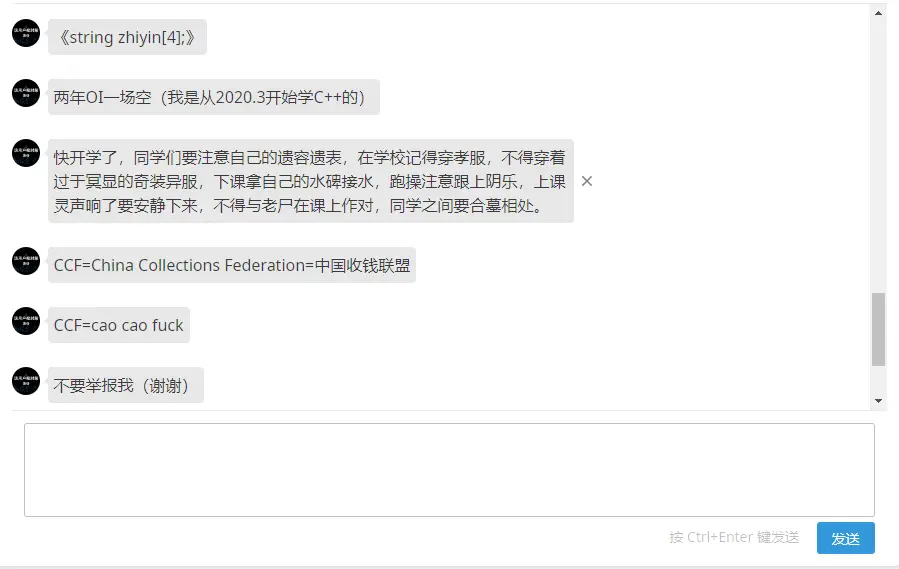 《string zhiyin[4];》
两年OI一场空（我是从2020.3开始学C++的）
快开学了，同学们要注意自己的遗容遗表，在学校记得穿孝服，不得穿着
过于冥显的奇装异服，下课拿自己的水碑接水，跑操注意跟上阴乐，上课
灵声响了要安静下来，不得与老尸在课上作对，同学之间要合墓相处。
CCF=China Collections Federation=中国收钱联盟
CCF=cao cao fuck
不要举报我（谢谢）
按 Ctrl+Enter 键发送
发送